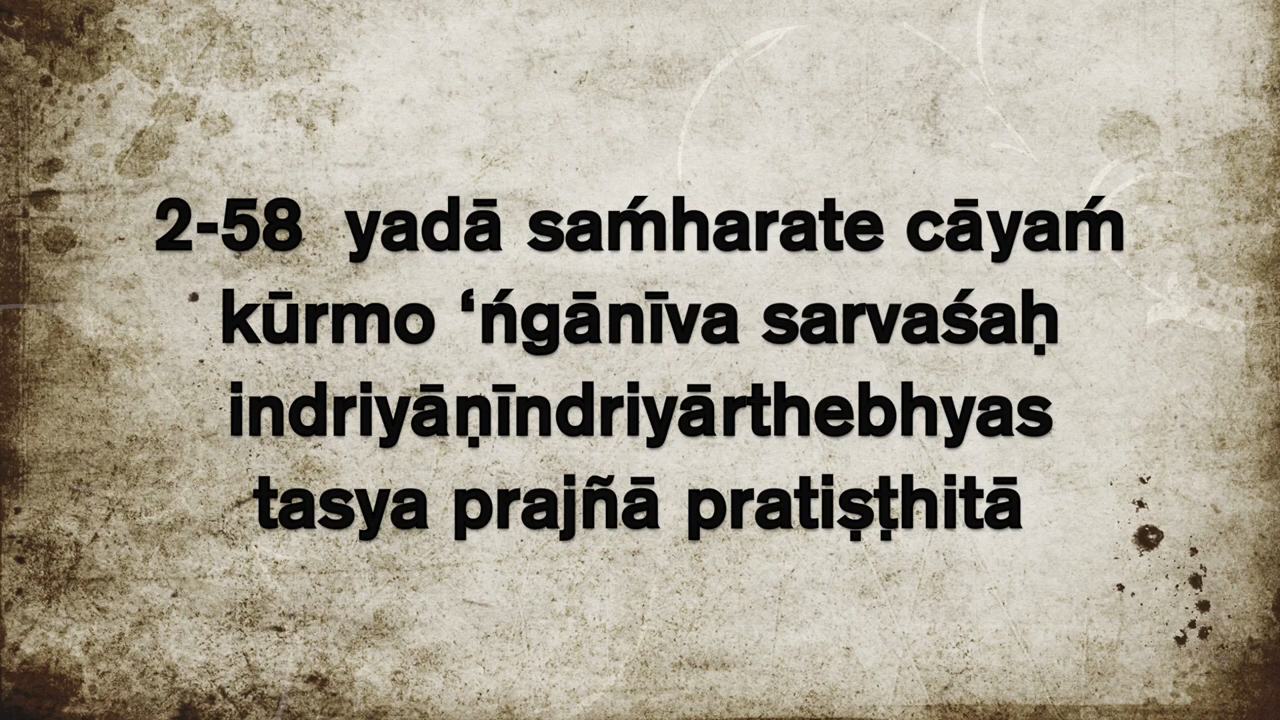 2-58 yadā saḿharate cāyaḿ
kūrmo ‘ńgānīva sarvaśaḥ
indriyāṇīndriyārthebhyas
tasya prajñā pratiṣṭhitā